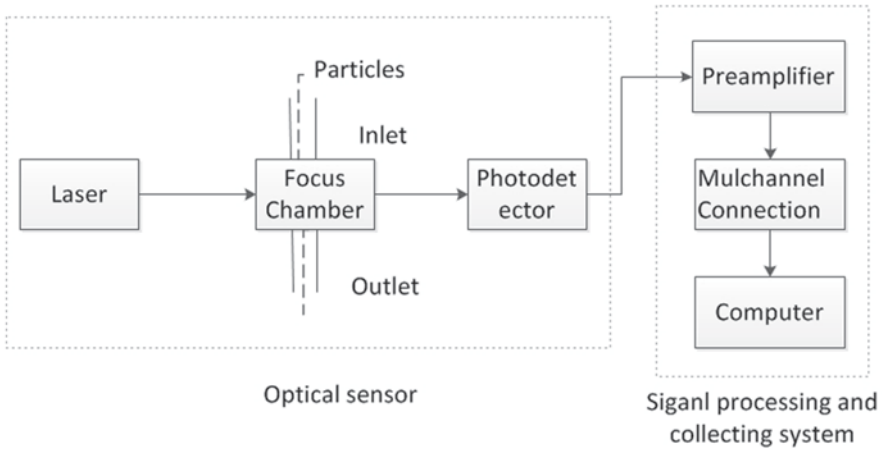 Particles
Inlet
Laser
Focus
Chamber
Photodet
ector
Outlet
Optical sensor
Preamplifier
Mulchannel
Connection
Computer
Siganl processing and
collecting system